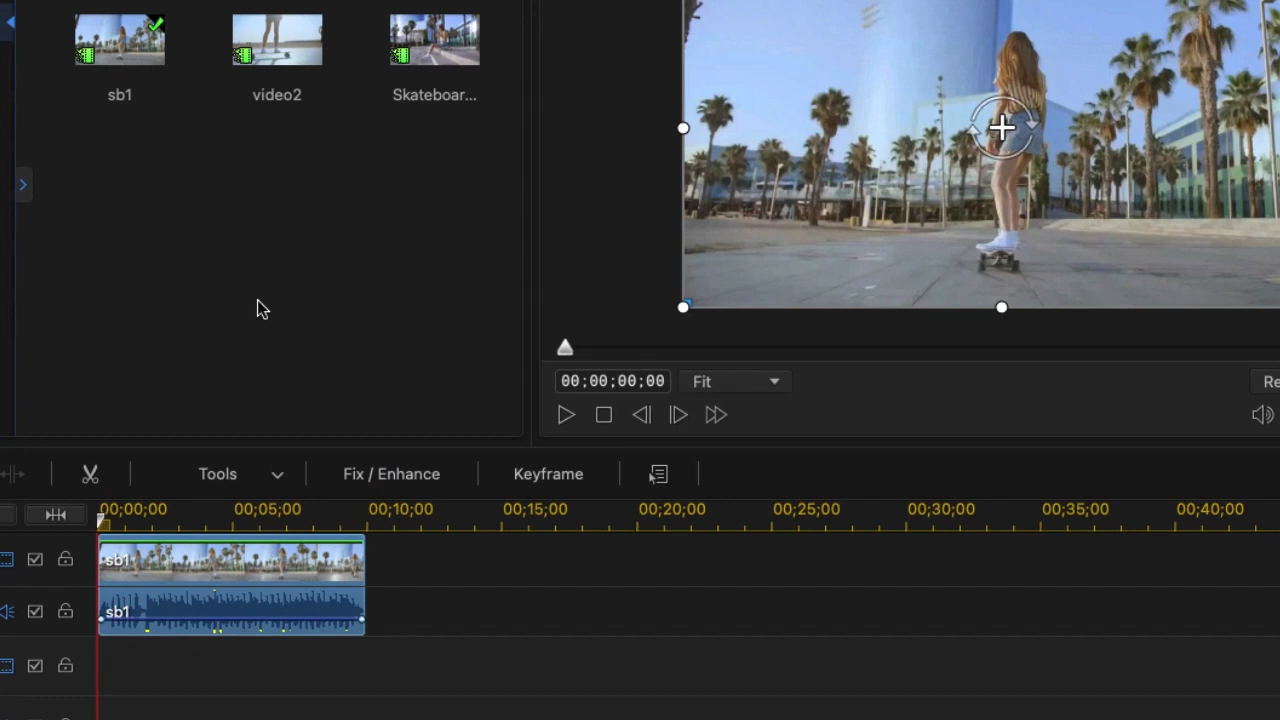 sb1
video2
Skateboar...
00;00;00;00
Fit
Re
Tools
Fix / Enhance
Keyframe
00;00;00
00;05;00
00;10;00
00;15;00
00;20;00
00;25;00
00;30;00
00;35;00
00;40;00
sb1
sb1